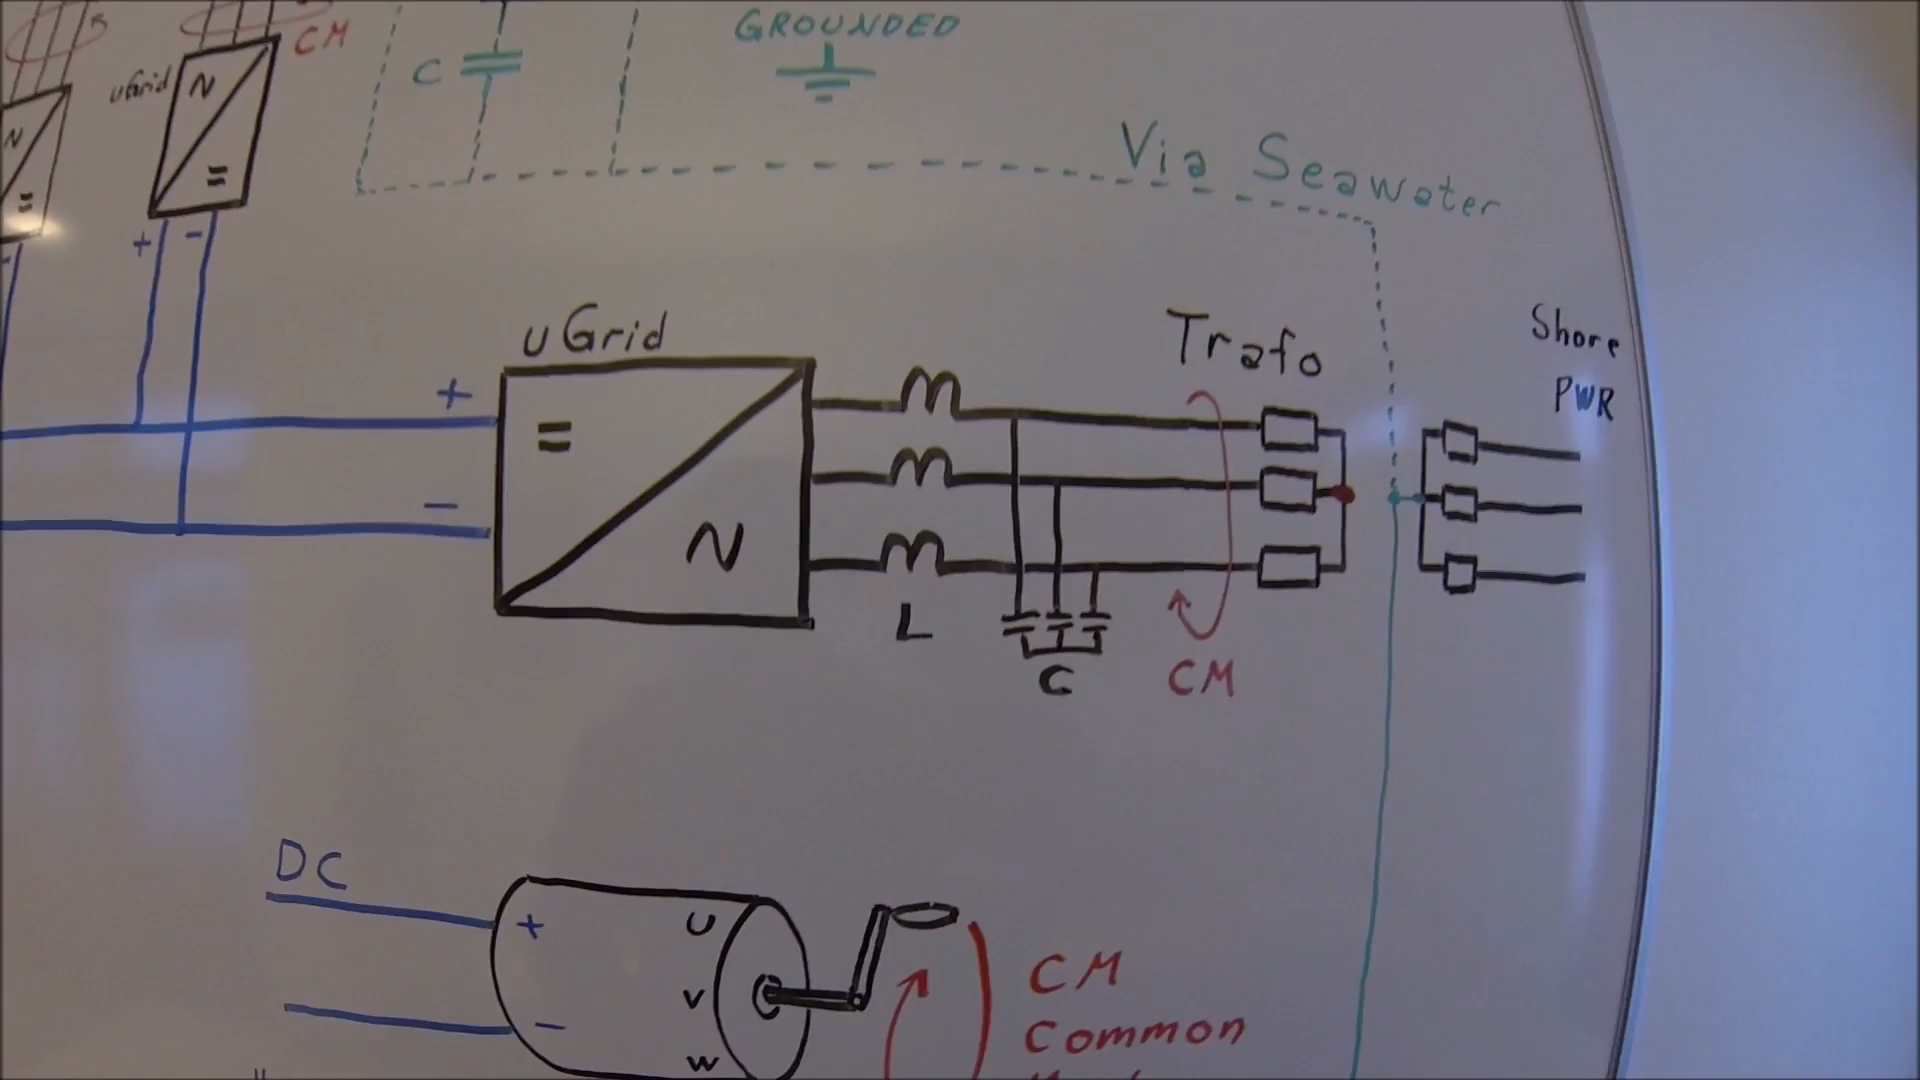 CM
GROUNDED
C
uGrid
N
=
N
=
+ -
Via Seawater
uGrid
Trafo
Shore
PWR
+
=
-
N
L
C
CM
DC
+
U
V
-
W
CM
Common